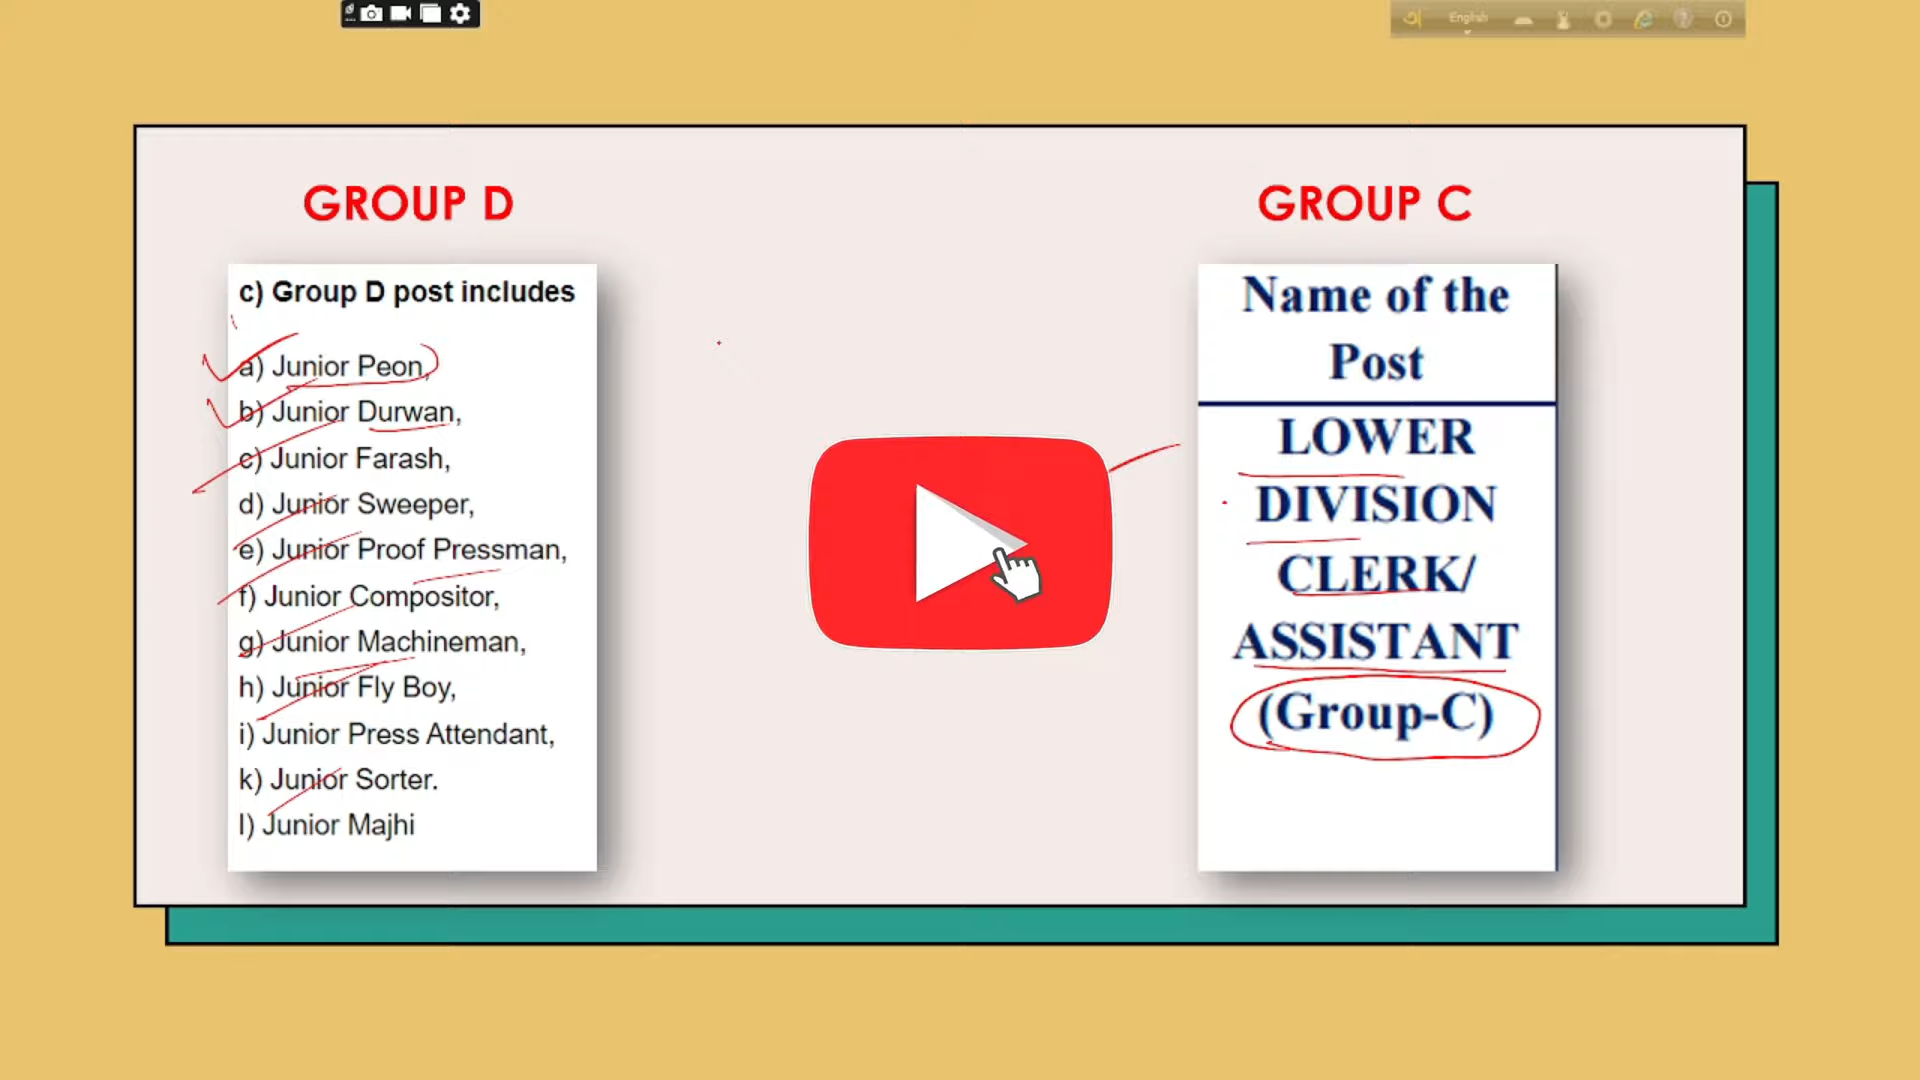 English
GROUP D
c) Group D post includes
a) Junior Peon,
b) Junior Durwan,
c) Junior Farash,
d) Junior Sweeper,
e) Junior Proof Pressman,
f) Junior Compositor,
g) Junior Machineman,
h) Junior Fly Boy,
i) Junior Press Attendant,
k) Junior Sorter.
l) Junior Majhi
GROUP C
Name of the
Post
LOWER
DIVISION
CLERK/
ASSISTANT
(Group-C)